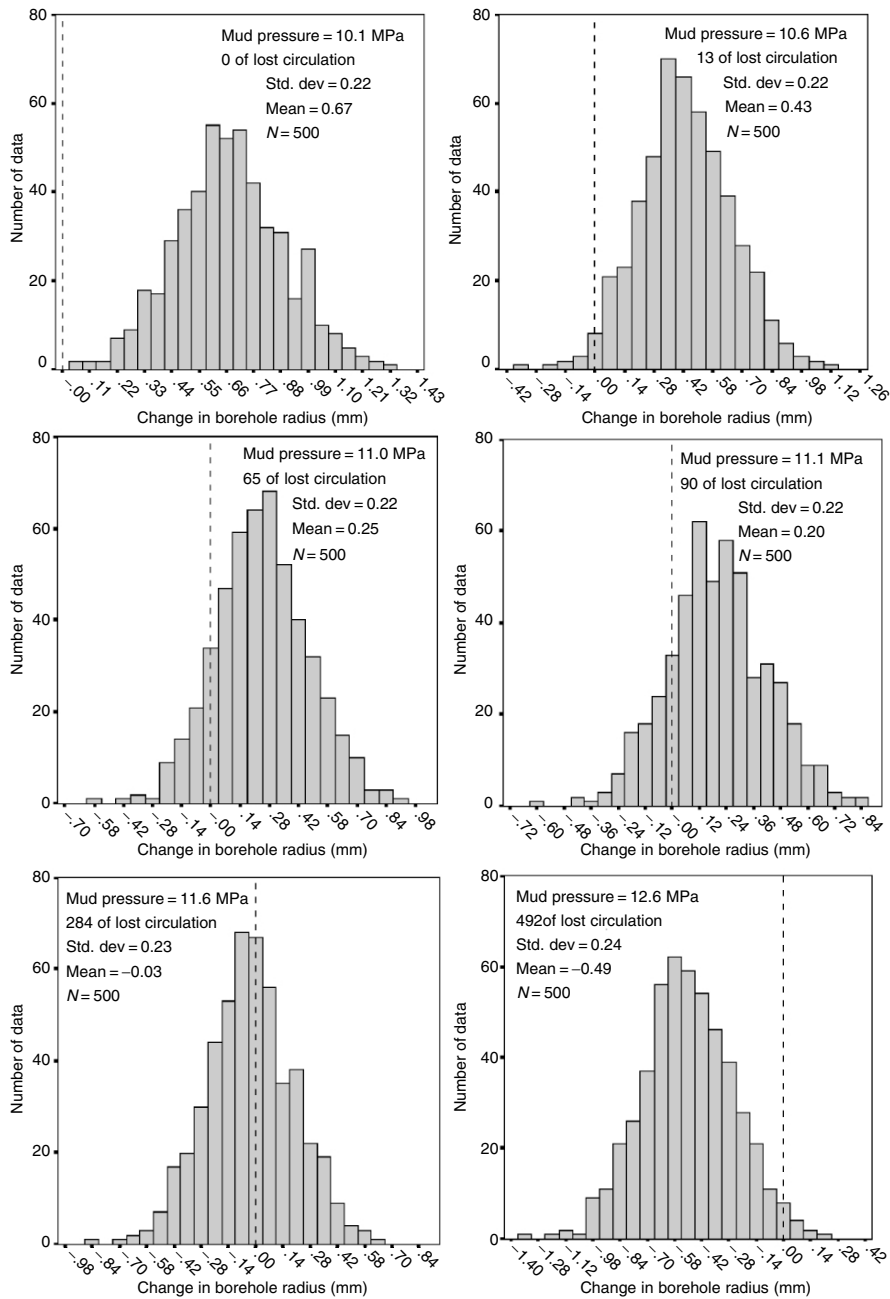 80
60
40
20
0
Number of data
Mud pressure = 10.1 MPa
0 of lost circulation
Std. dev = 0.22
Mean = 0.67
N = 500
−.00 .11 .22 .33 .44 .55 .66 .77 .88 .99 1.10 1.21 1.32 1.43
Change in borehole radius (mm)
80
60
40
20
0
Number of data
Mud pressure = 10.6 MPa
13 of lost circulation
Std. dev = 0.22
Mean = 0.43
N = 500
−.42 −.28 −.14 .00 .14 .28 .42 .58 .70 .84 .98 1.12 1.26
Change in borehole radius (mm)
80
60
40
20
0
Number of data
Mud pressure = 11.0 MPa
65 of lost circulation
Std. dev = 0.22
Mean = 0.25
N = 500
−.70 −.58 −.42 −.28 −.14 −.00 .14 .28 .42 .58 .70 .84 .98
Change in borehole radius (mm)
80
60
40
20
0
Number of data
Mud pressure = 11.1 MPa
90 of lost circulation
Std. dev = 0.22
Mean = 0.20
N = 500
−.72 −.60 −.48 −.36 −.24 −.12 −.00 .12 .24 .36 .48 .60 .72 .84
Change in borehole radius (mm)
80
60
40
20
0
Number of data
Mud pressure = 11.6 MPa
284 of lost circulation
Std. dev = 0.23
Mean = −0.03
N = 500
−.98 −.84 −.70 −.58 −.42 −.28 −.14 .00 .14 .28 .42 .58 .70 .84
Change in borehole radius (mm)
80
60
40
20
0
Number of data
Mud pressure = 12.6 MPa
492of lost circulation
Std. dev = 0.24
Mean = −0.49
N = 500
−1.40 −1.28 −1.12 −.98 −.84 −.70 −.58 −.42 −.28 −.14 .00 .14 .28 .42
Change in borehole radius (mm)